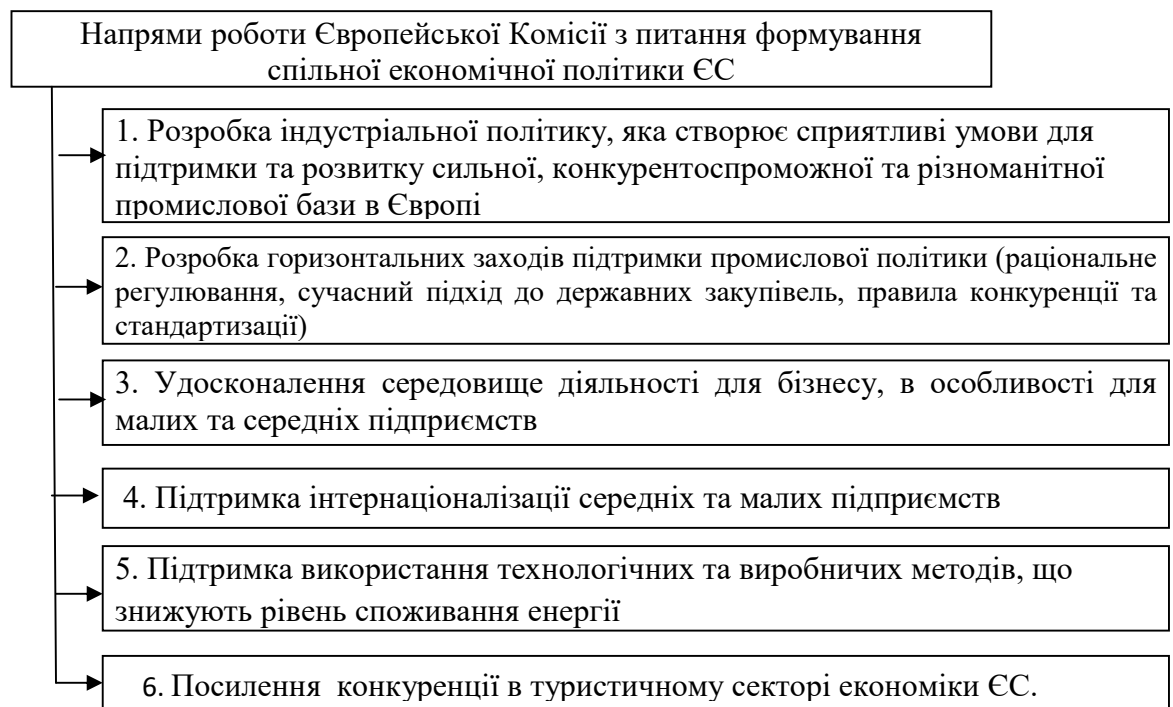 Напрями роботи Європейської Комісії з питання формування
спільної економічної політики ЄС
1. Розробка індустріальної політику, яка створює сприятливі умови для
підтримки та розвитку сильної, конкурентоспроможної та різноманітної
промислової бази в Європі
2. Розробка горизонтальних заходів підтримки промислової політики (раціональне
регулювання, сучасний підхід до державних закупівель, правила конкуренції та
стандартизації)
3. Удосконалення середовище діяльності для бізнесу, в особливості для
малих та середніх підприємств
4. Підтримка інтернаціоналізації середніх та малих підприємств
5. Підтримка використання технологічних та виробничих методів, що
знижують рівень споживання енергії
6. Посилення конкуренції в туристичному секторі економіки ЄС.